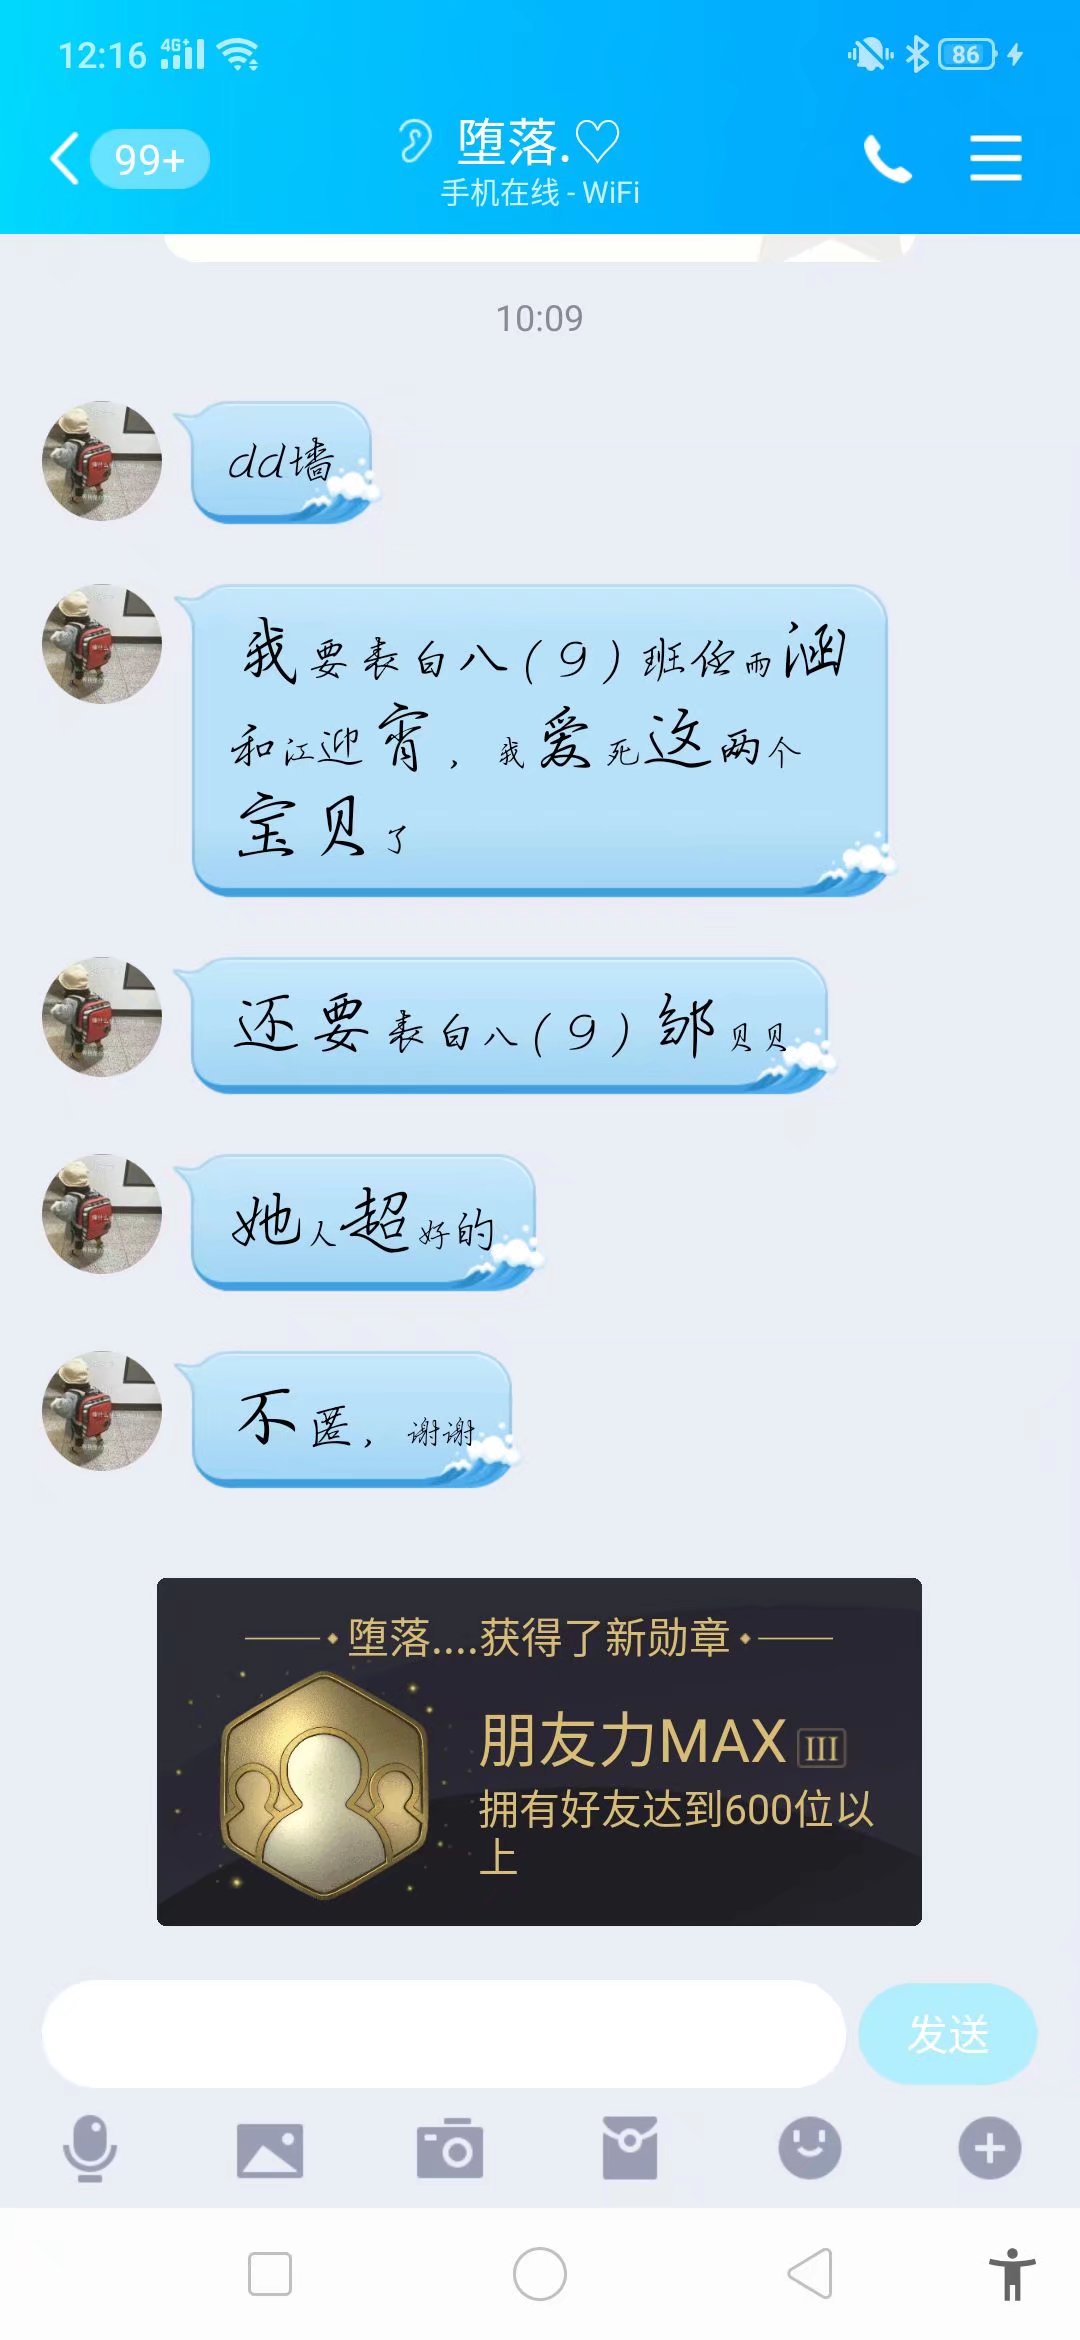 12:16 4G+ 86
99+ 堕落.♡
手机在线 - WiFi
10:09
dd墙
我要表白八(9)班任雨涵
和江迎宵，我爱死这两个
宝贝了
还要表白八(9)邹贝贝
她人超好的
不匿，谢谢
堕落....获得了新勋章
朋友力MAX III
拥有好友达到600位以
上
发送